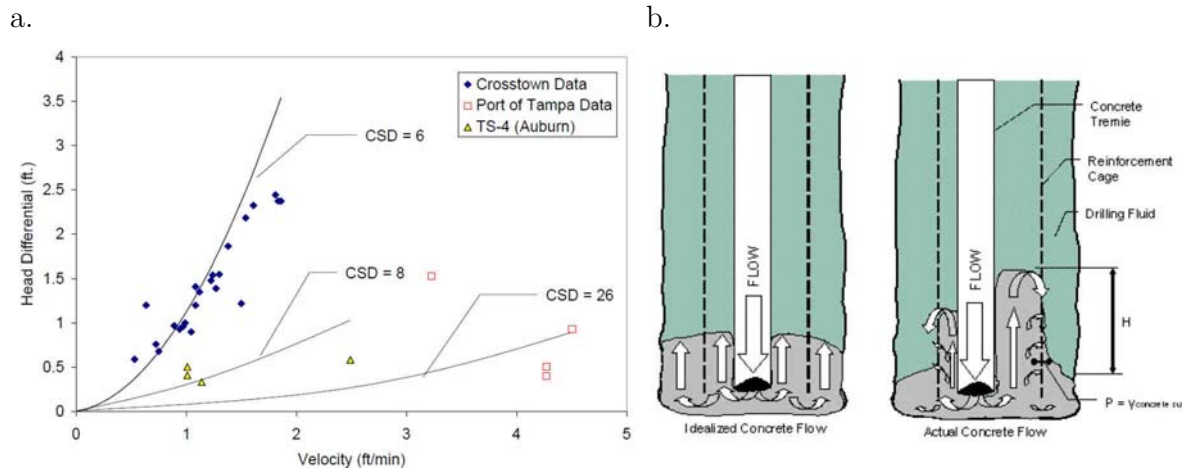 a.
b.
4
3.5
3
2.5
2
1.5
1
0.5
0
0
1
2
3
4
5
Head Differential (ft.)
Velocity (ft/min)
Crosstown Data
Port of Tampa Data
TS-4 (Auburn)
CSD = 6
CSD = 8
CSD = 26
FLOW
Idealized Concrete Flow
FLOW
Actual Concrete Flow
Concrete
Tremie
Reinforcement
Cage
Drilling Fluid
H
P = γconcrete su